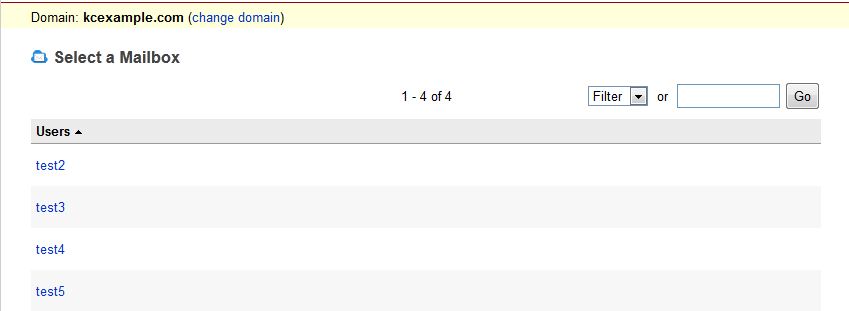 Domain: kcexample.com (change domain)
Select a Mailbox
1 - 4 of 4 Filter or Go
Users
test2
test3
test4
test5